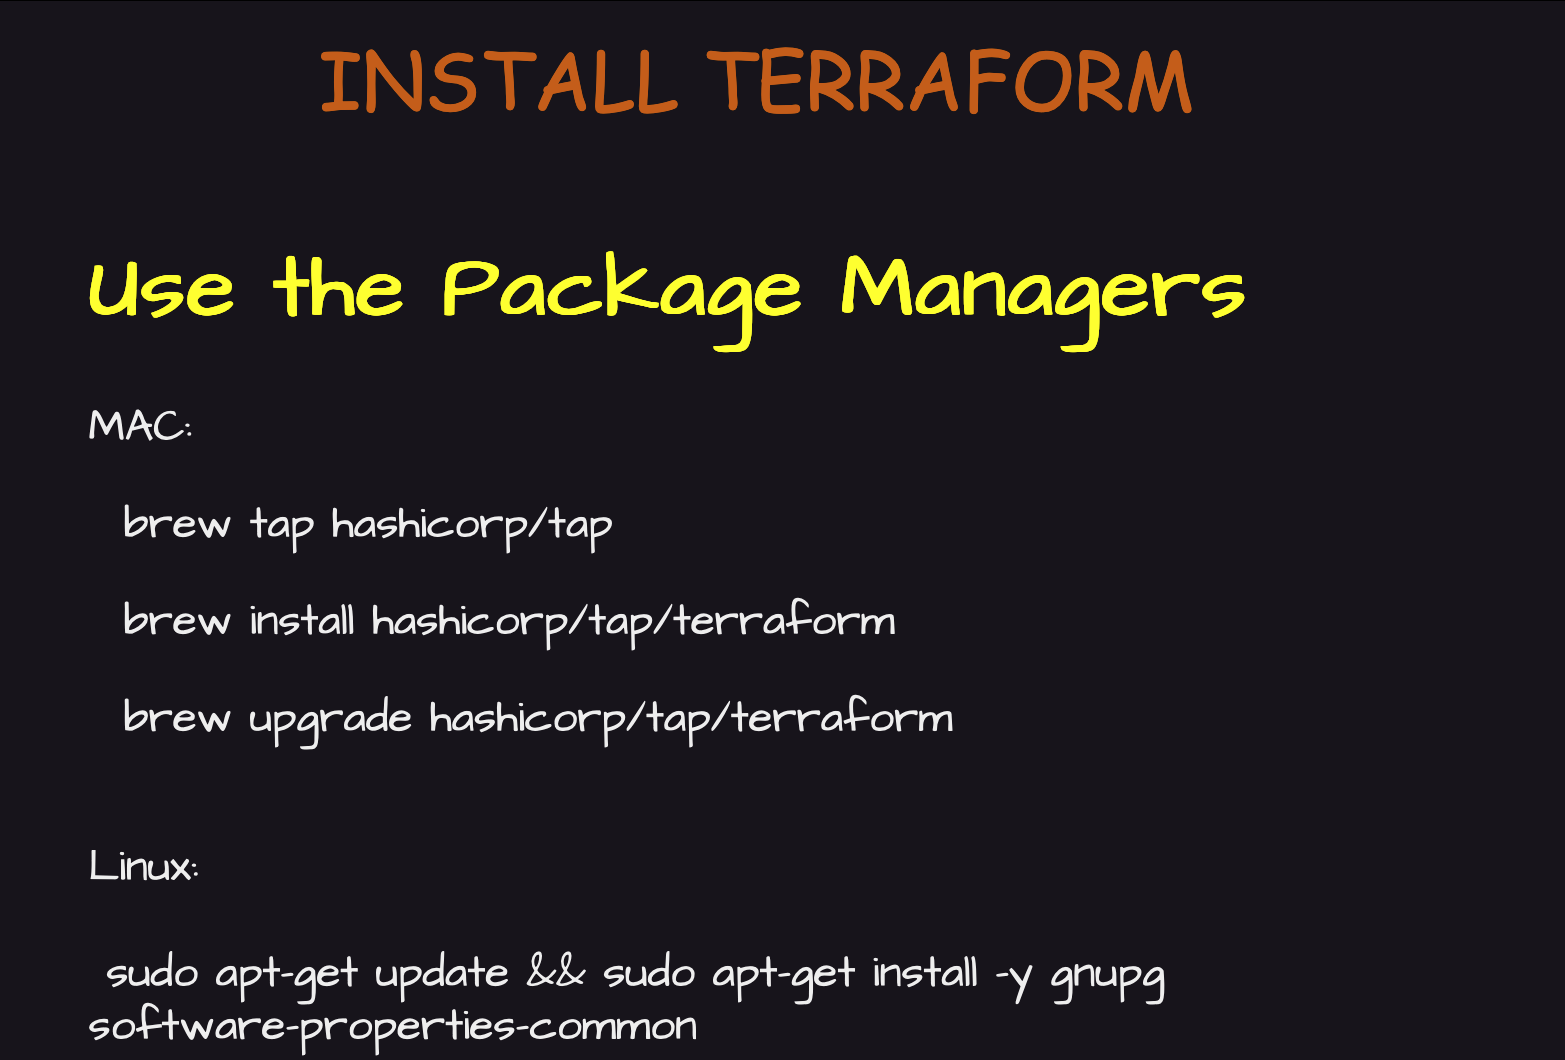 INSTALL TERRAFORM
Use the Package Managers
MAC:
brew tap hashicorp/tap
brew install hashicorp/tap/terraform
brew upgrade hashicorp/tap/terraform
Linux:
sudo apt-get update && sudo apt-get install -y gnupg
software-properties-common